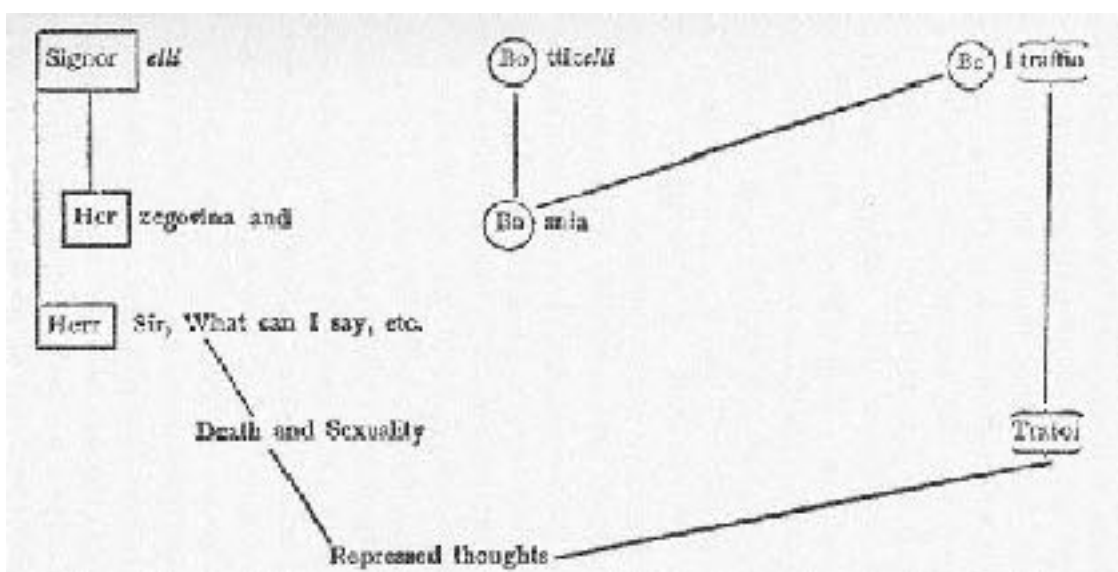 Signor elli Bo tticelli Bo l traffio
Her zegovina and Bo snia
Herr Sir, What can I say, etc.
Death and Sexuality Trafoi
Repressed thoughts